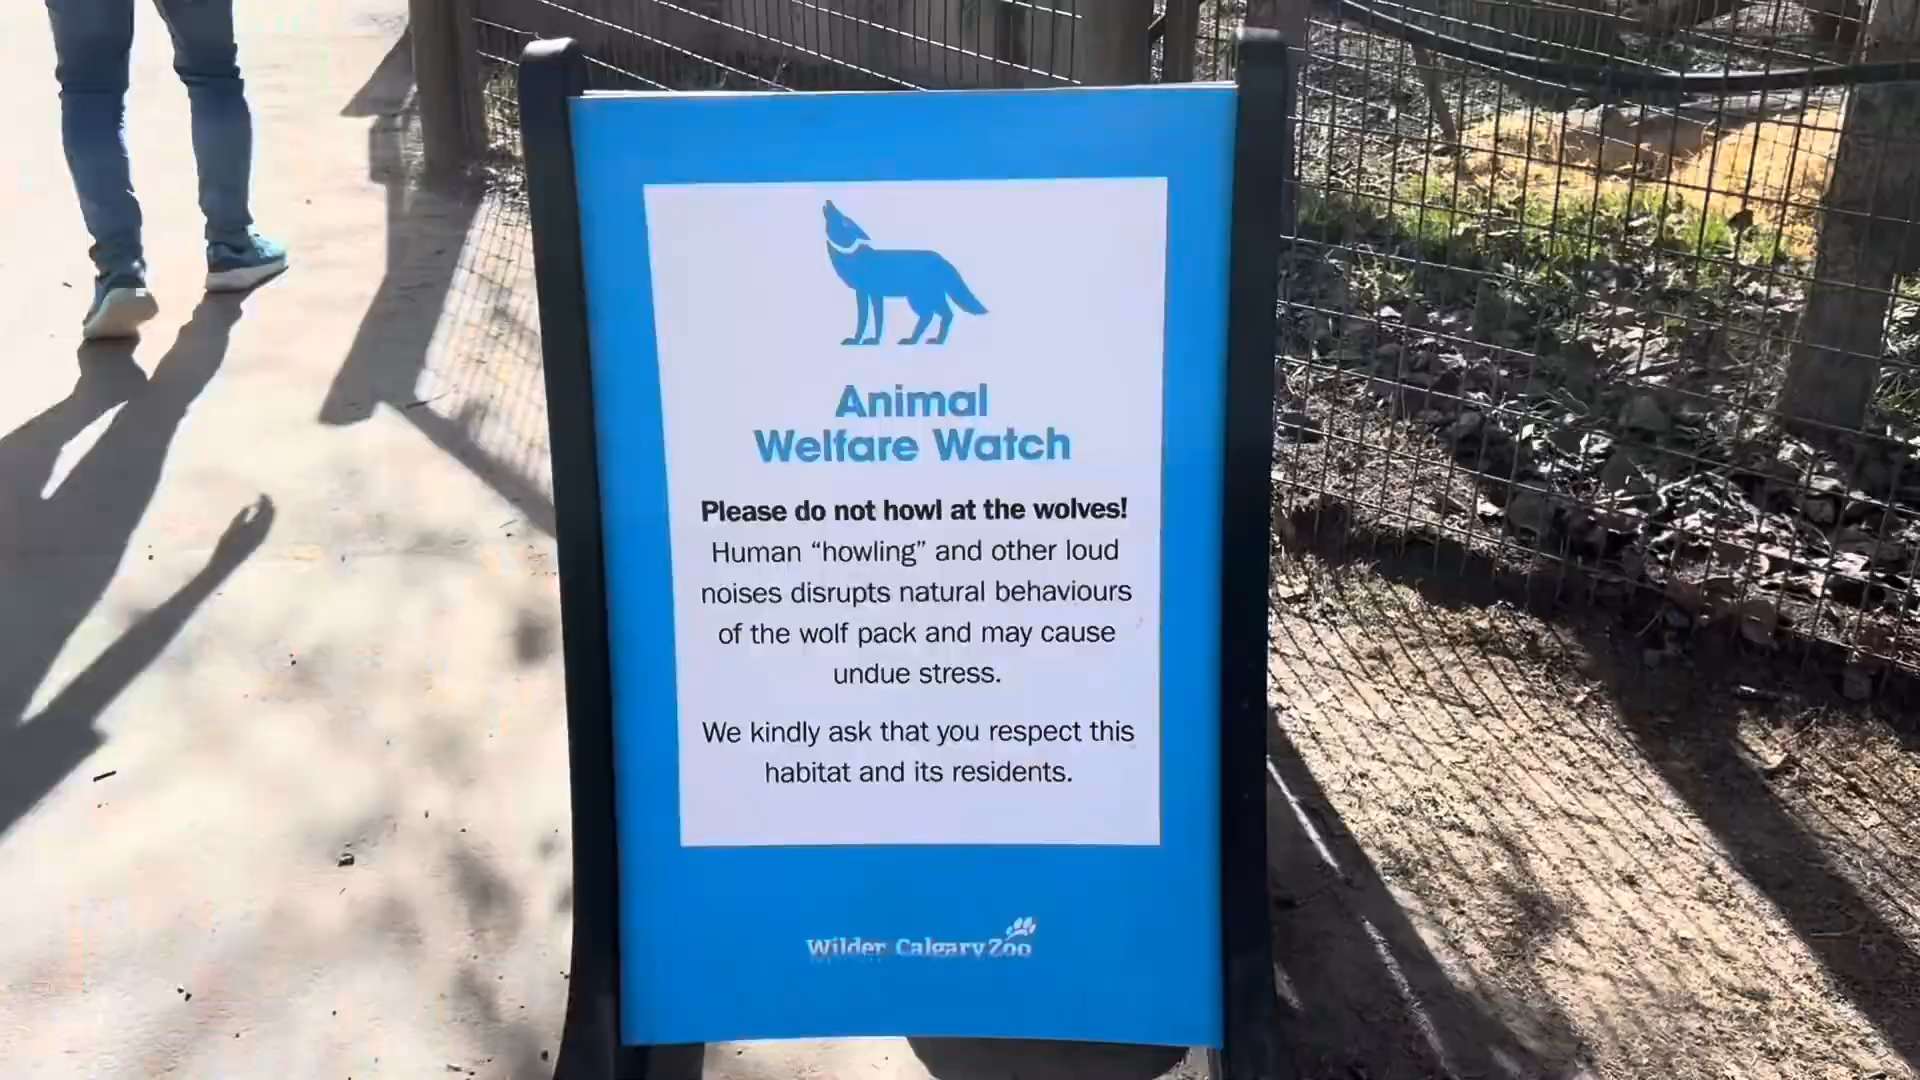 Animal
Welfare Watch
Please do not howl at the wolves!
Human “howling” and other loud
noises disrupts natural behaviours
of the wolf pack and may cause
undue stress.
We kindly ask that you respect this
habitat and its residents.
Wilder Calgary Zoo